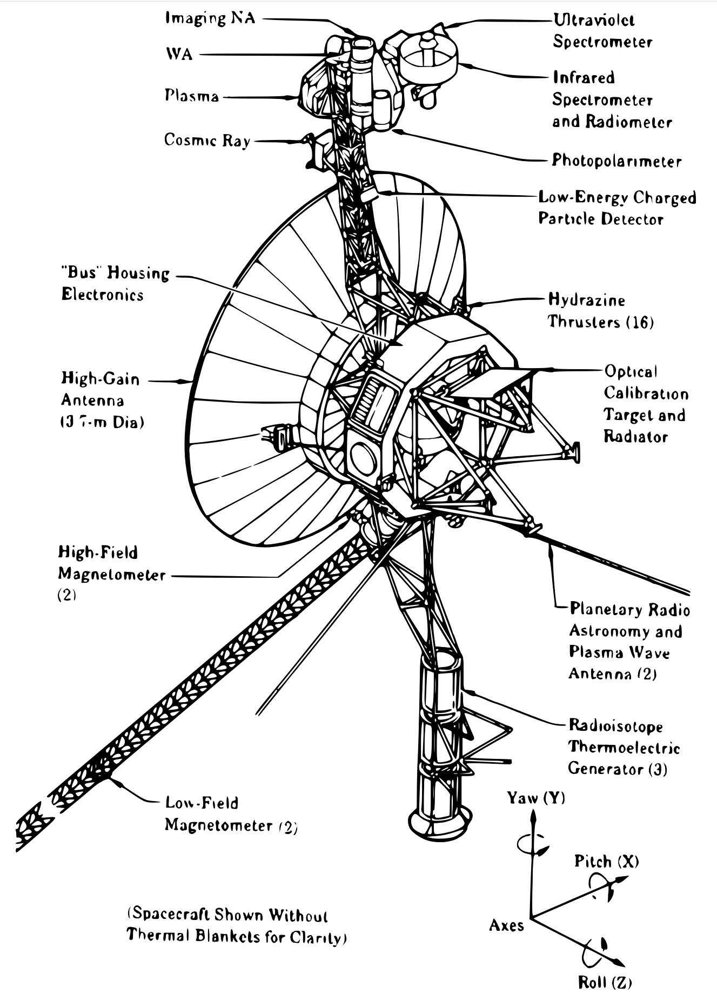 Imaging NA
WA
Plasma
Cosmic Ray
"Bus" Housing
Electronics
High-Gain
Antenna
(3 7-m Dia)
High-Field
Magnetometer
(2)
Low-Field
Magnetometer (2)
(Spacecraft Shown Without
Thermal Blankets for Clarity)
Ultraviolet
Spectrometer
Infrared
Spectrometer
and Radiometer
Photopolarimeter
Low-Energy Charged
Particle Detector
Hydrazine
Thrusters (16)
Optical
Calibration
Target and
Radiator
Planetary Radio
Astronomy and
Plasma Wave
Antenna (2)
Radioisotope
Thermoelectric
Generator (3)
Yaw (Y)
Pitch (X)
Axes
Roll (Z)